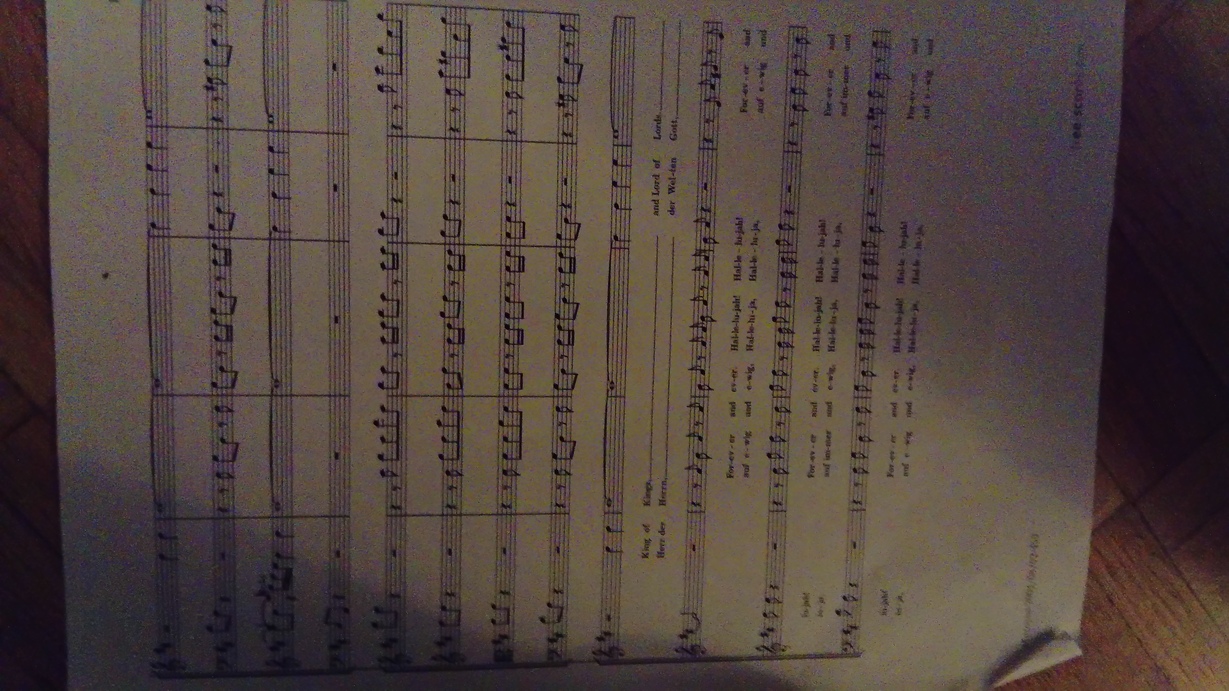 King of Kings, and Lord of Lords,
Herr der Herrn, der Wel-ten Gott,
For-ev-er and ev-er. Hal-le-lu-jah! Hal-le-lu-jah! For-ev-er and
auf e-wig und e-wig, Hal-le-lu-ja, Hal-le-lu-ja, auf e-wig und
lu-jah! For-ev-er and ev-er. Hal-le-lu-jah! Hal-le-lu-jah! For-ev-er and
lu-ja, auf im-mer und e-wig, Hal-le-lu-ja, Hal-le-lu-ja, auf im-mer und
lu-jah! For-ev-er and ev-er. Hal-le-lu-jah! Hal-le-lu-jah! For-ev-er and
lu-ja, auf e-wig und e-wig, Hal-le-lu-ja, Hal-le-lu-ja, auf e-wig und